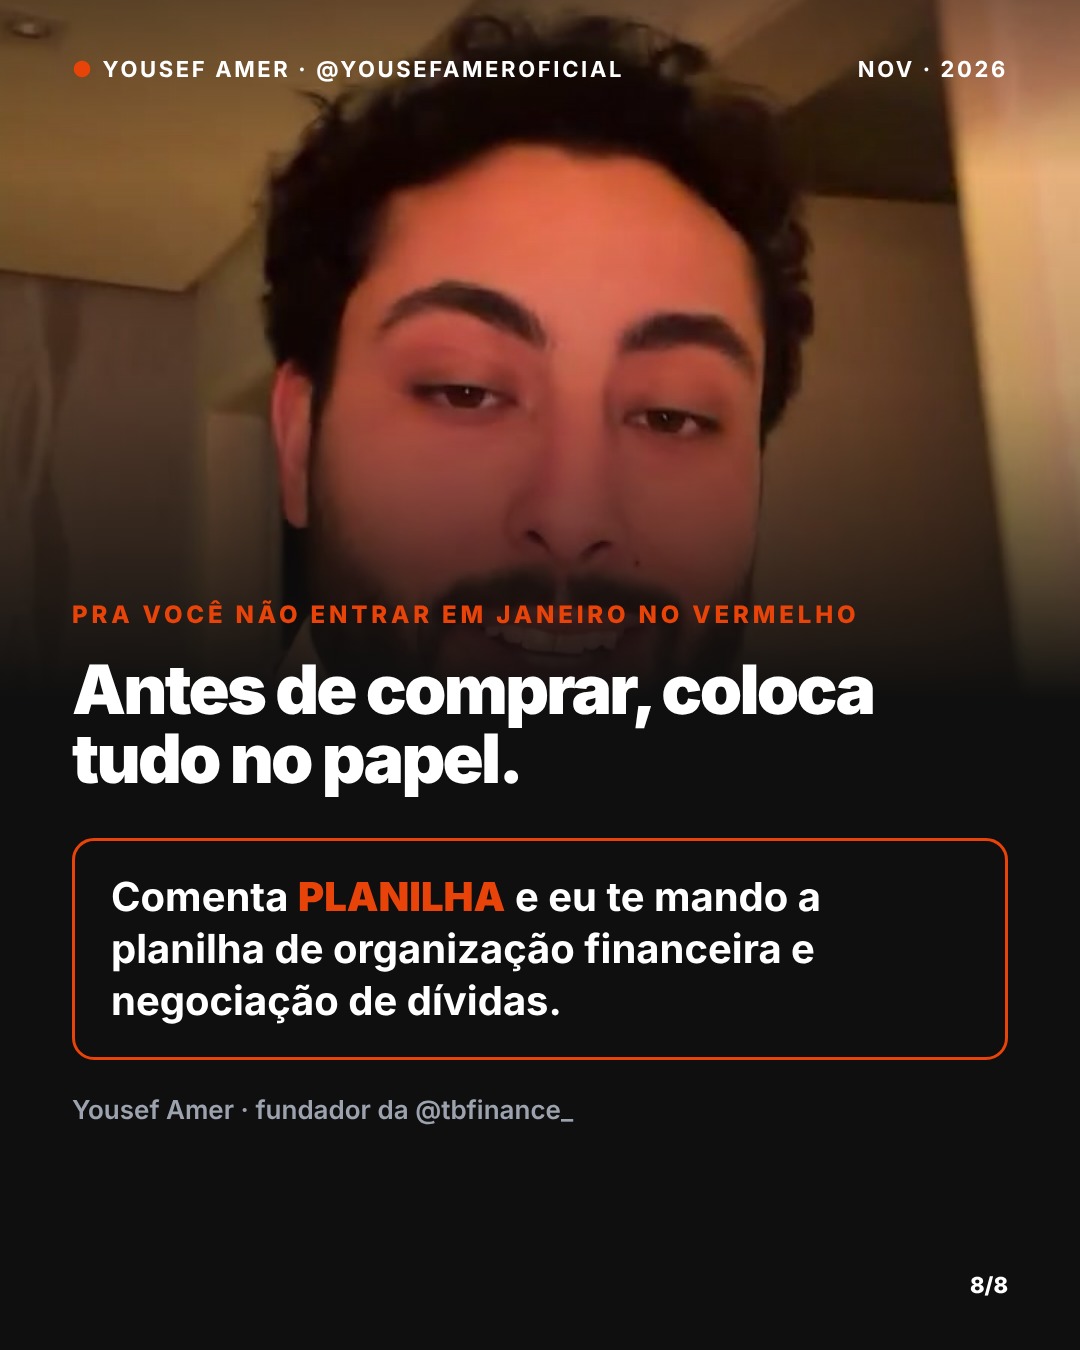 YOUSEF AMER · @YOUSEFAMEROFICIAL
NOV · 2026
PRA VOCÊ NÃO ENTRAR EM JANEIRO NO VERMELHO
Antes de comprar, coloca
tudo no papel.
Comenta PLANILHA e eu te mando a
planilha de organização financeira e
negociação de dívidas.
Yousef Amer · fundador da @tbfinance_
8/8